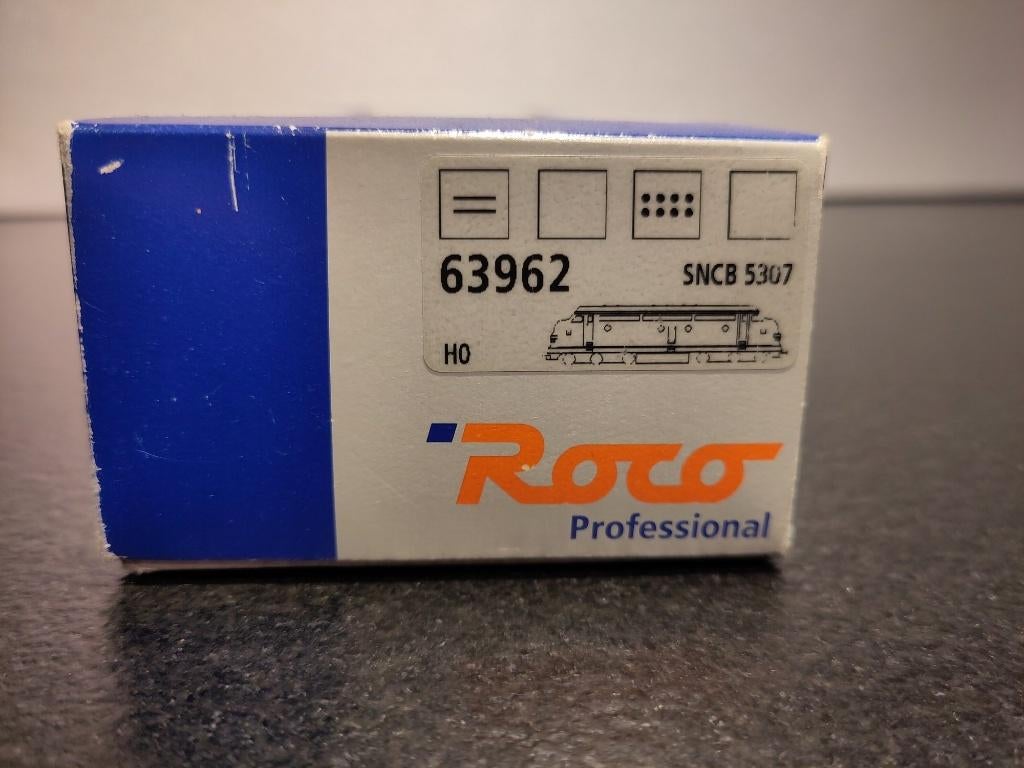 63962
SNCB 5307
H0
Roco
Professional